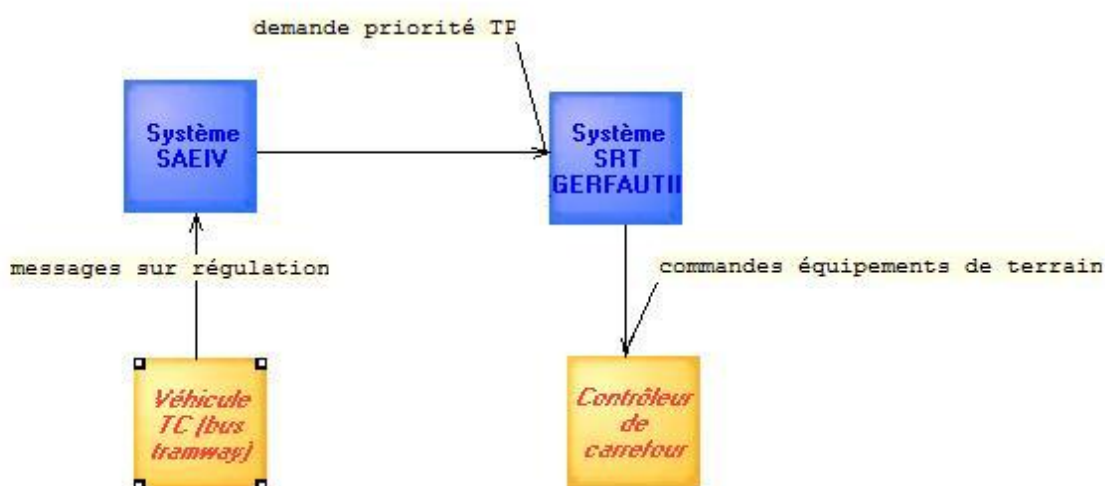 demande priorité TP
Système
SAEIV
Système
SRT
GERFAUTII
messages sur régulation
commandes équipements de terrain
Véhicule
TC (bus
tramway)
Contrôleur
de
carrefour